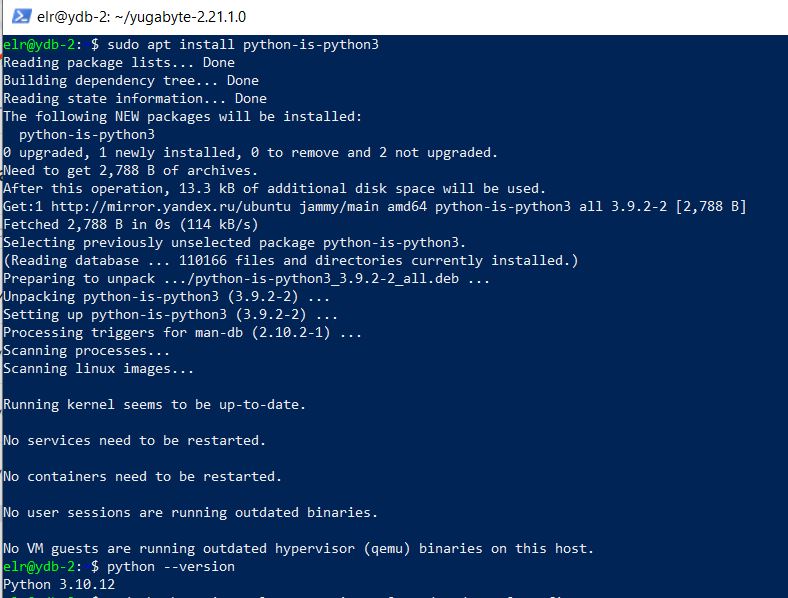 elr@ydb-2: ~/yugabyte-2.21.1.0
elr@ydb-2: $ sudo apt install python-is-python3
Reading package lists... Done
Building dependency tree... Done
Reading state information... Done
The following NEW packages will be installed:
  python-is-python3
0 upgraded, 1 newly installed, 0 to remove and 2 not upgraded.
Need to get 2,788 B of archives.
After this operation, 13.3 kB of additional disk space will be used.
Get:1 http://mirror.yandex.ru/ubuntu jammy/main amd64 python-is-python3 all 3.9.2-2 [2,788 B]
Fetched 2,788 B in 0s (114 kB/s)
Selecting previously unselected package python-is-python3.
(Reading database ... 110166 files and directories currently installed.)
Preparing to unpack .../python-is-python3_3.9.2-2_all.deb ...
Unpacking python-is-python3 (3.9.2-2) ...
Setting up python-is-python3 (3.9.2-2) ...
Processing triggers for man-db (2.10.2-1) ...
Scanning processes...
Scanning linux images...
Running kernel seems to be up-to-date.
No services need to be restarted.
No containers need to be restarted.
No user sessions are running outdated binaries.
No VM guests are running outdated hypervisor (qemu) binaries on this host.
elr@ydb-2: $ python --version
Python 3.10.12